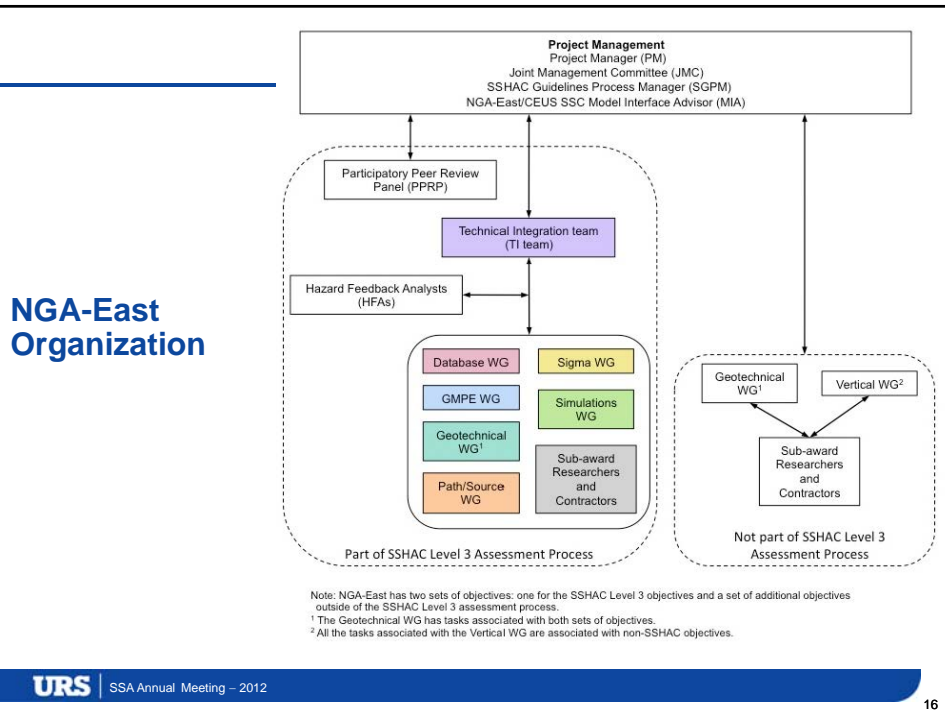 Project Management
Project Manager (PM)
Joint Management Committee (JMC)
SSHAC Guidelines Process Manager (SGPM)
NGA-East/CEUS SSC Model Interface Advisor (MIA)
Participatory Peer Review
Panel (PPRP)
Technical Integration team
(TI team)
Hazard Feedback Analysts
(HFAs)
NGA-East
Organization
Database WG
Sigma WG
GMPE WG
Simulations
WG
Geotechnical
WG¹
Sub-award
Researchers
and
Contractors
Path/Source
WG
Part of SSHAC Level 3 Assessment Process
Geotechnical
WG¹
Vertical WG²
Sub-award
Researchers
and
Contractors
Not part of SSHAC Level 3
Assessment Process
Note: NGA-East has two sets of objectives: one for the SSHAC Level 3 objectives and a set of additional objectives
outside of the SSHAC Level 3 assessment process.
¹ The Geotechnical WG has tasks associated with both sets of objectives.
² All the tasks associated with the Vertical WG are associated with non-SSHAC objectives.
URS
SSA Annual Meeting – 2012
16